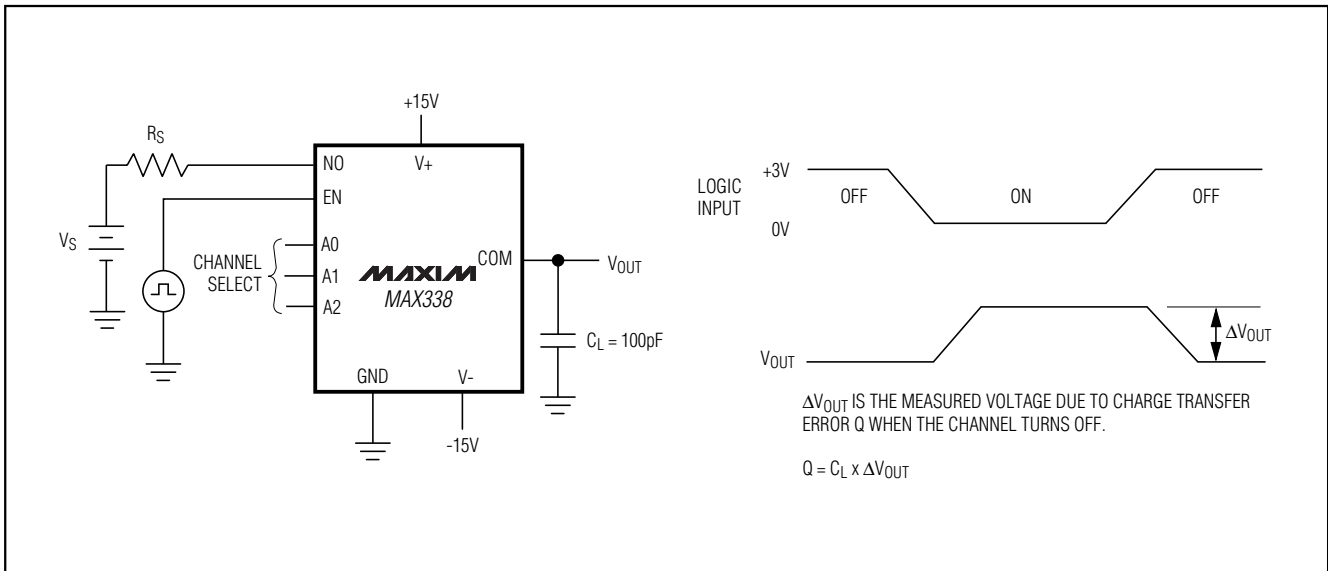 +15V
RS
NO
V+
EN
VS
A0
CHANNEL
SELECT
A1
A2
MAXIM
MAX338
COM
VOUT
CL = 100pF
GND
V-
-15V
LOGIC
INPUT
+3V
0V
OFF
ON
OFF
VOUT
ΔVOUT
ΔVOUT IS THE MEASURED VOLTAGE DUE TO CHARGE TRANSFER
ERROR Q WHEN THE CHANNEL TURNS OFF.
Q = CL x ΔVOUT